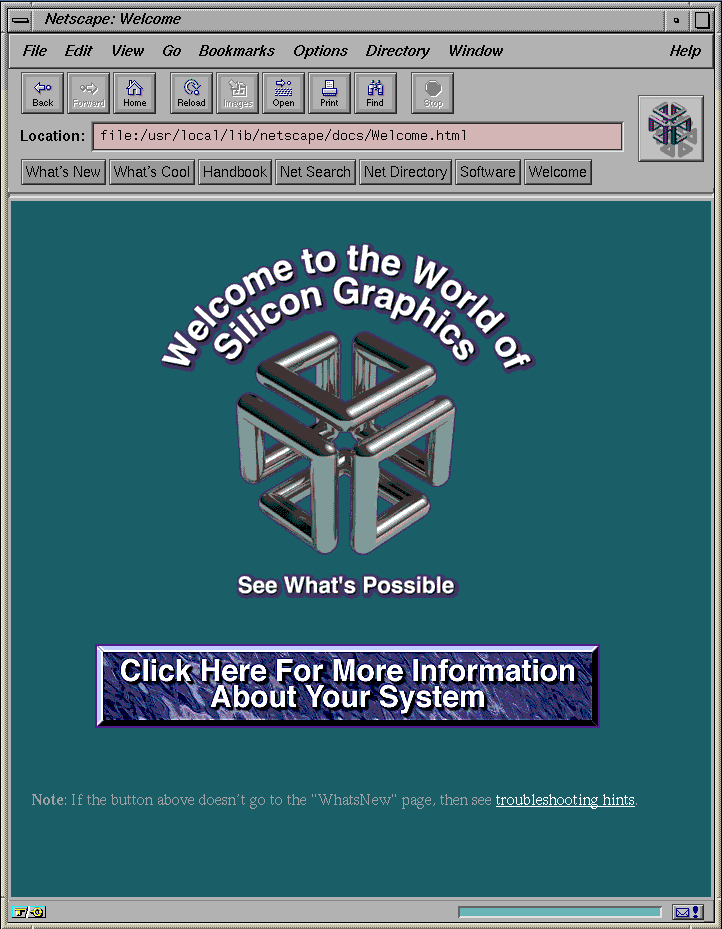 Netscape: Welcome
File Edit View Go Bookmarks Options Directory Window Help
Back Forward Home Reload Images Open Print Find Stop
Location: file:/usr/local/lib/netscape/docs/Welcome.html
What's New What's Cool Handbook Net Search Net Directory Software Welcome
Welcome to the World of
Silicon Graphics
See What's Possible
Click Here For More Information
About Your System
Note: If the button above doesn't go to the "WhatsNew" page, then see troubleshooting hints.